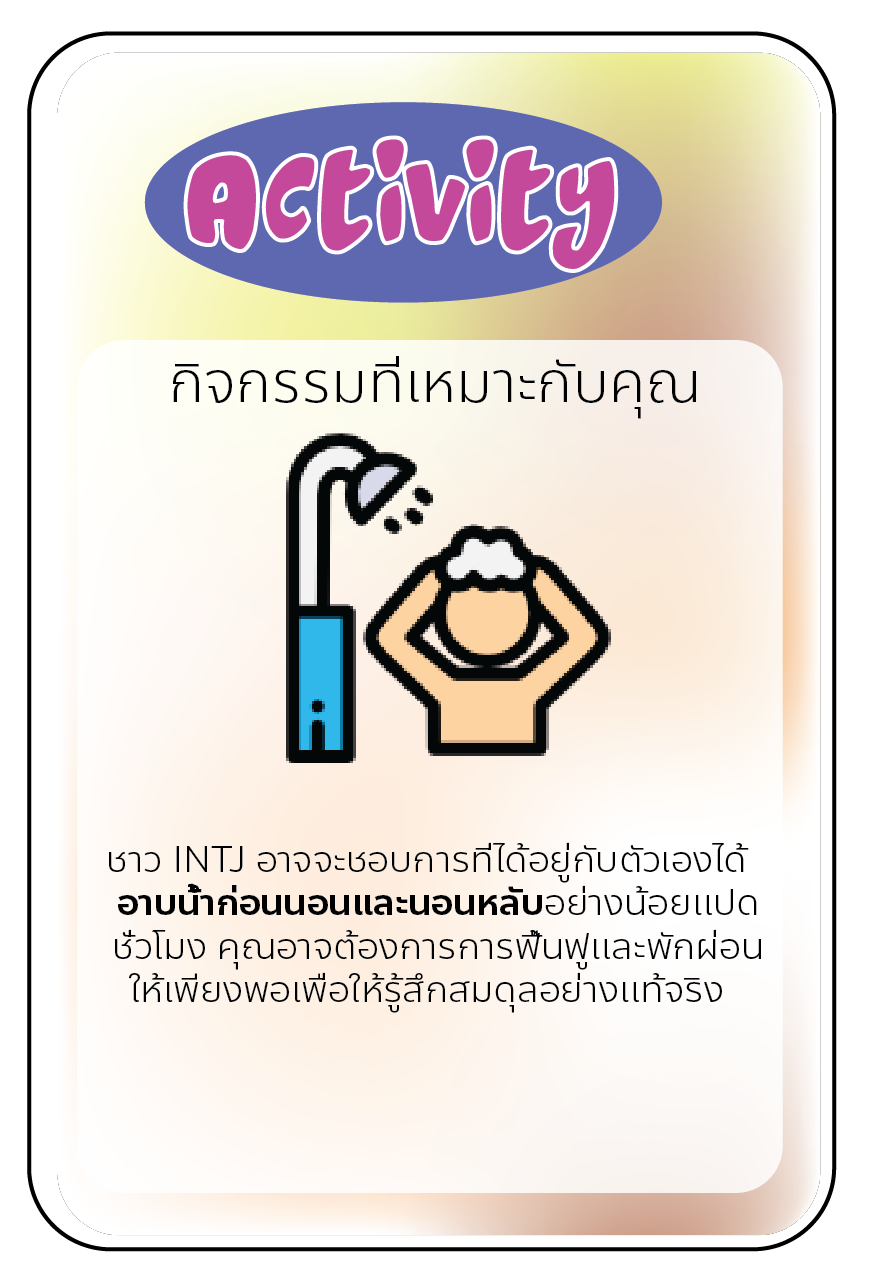 Activity
กิจกรรมที่เหมาะกับคุณ
ชาว INTJ อาจจะชอบการที่ได้อยู่กับตัวเองได้
อาบน้ำก่อนนอนและนอนหลับอย่างน้อยแปด
ชั่วโมง คุณอาจต้องการการฟื้นฟูและพักผ่อน
ให้เพียงพอเพื่อให้รู้สึกสมดุลอย่างแท้จริง